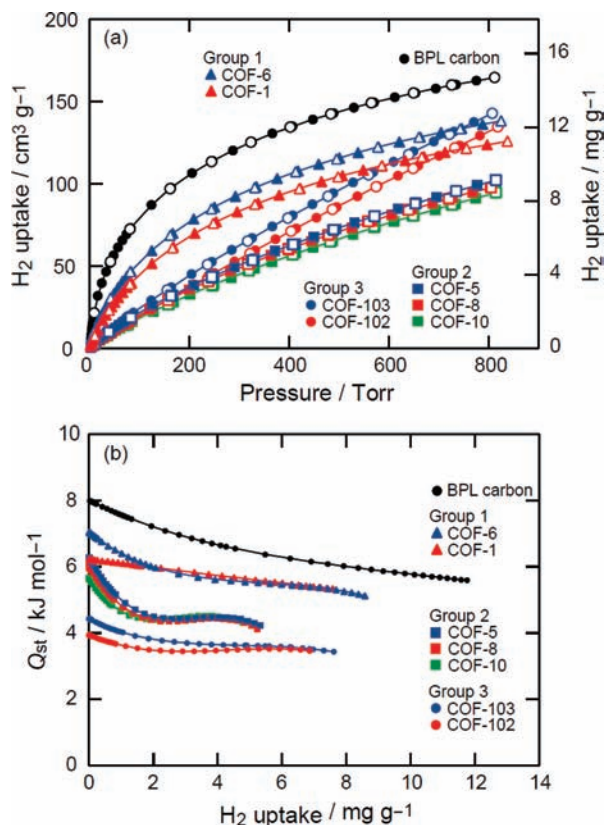 (a)
200
150
100
50
0
H2 uptake / cm3 g–1
16
12
8
4
0
H2 uptake / mg g–1
Group 1
COF-6
COF-1
BPL carbon
Group 3
COF-103
COF-102
Group 2
COF-5
COF-8
COF-10
0 200 400 600 800
Pressure / Torr
(b)
10
8
6
4
2
0
Qst / kJ mol–1
BPL carbon
Group 1
COF-6
COF-1
Group 2
COF-5
COF-8
COF-10
Group 3
COF-103
COF-102
0 2 4 6 8 10 12 14
H2 uptake / mg g–1